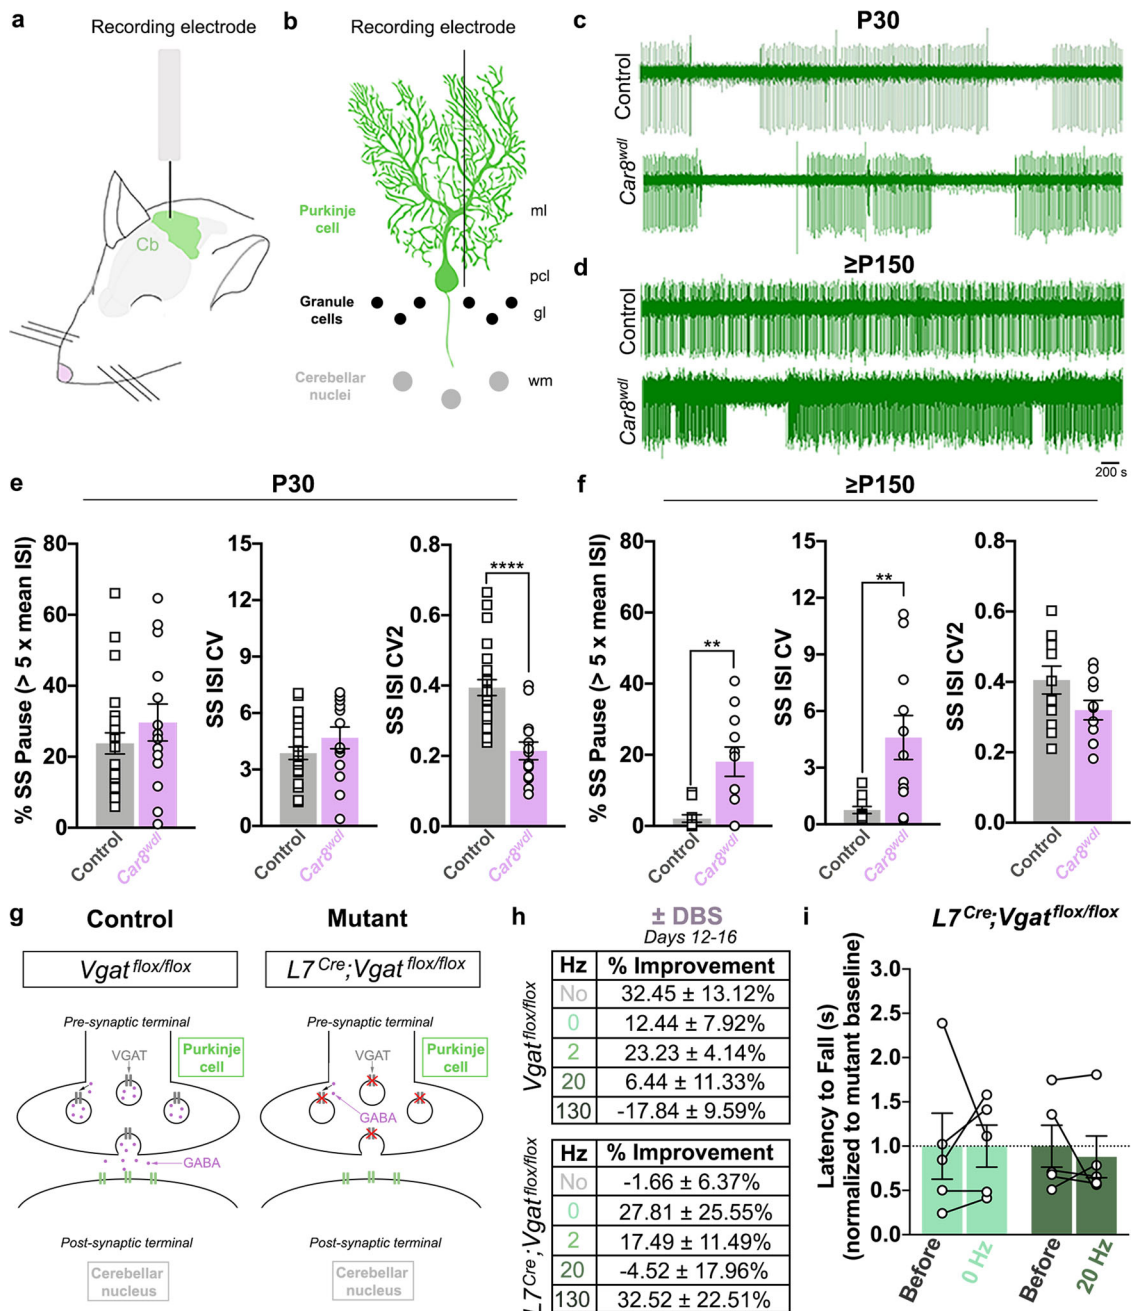 a
Recording electrode
Cb
b
Recording electrode
Purkinje
cell
ml
pcl
Granule
cells
gl
Cerebellar
nuclei
wm
c
P30
Control
Car8wdl
d
≥P150
Control
Car8wdl
200 s
e
P30
% SS Pause (> 5 x mean ISI)
80
60
40
20
0
Control
Car8wdl
SS ISI CV
15
12
9
6
3
0
Control
Car8wdl
SS ISI CV2
0.8
0.6
0.4
0.2
0.0
****
Control
Car8wdl
f
≥P150
% SS Pause (> 5 x mean ISI)
80
60
40
20
0
**
Control
Car8wdl
SS ISI CV
15
12
9
6
3
0
**
Control
Car8wdl
SS ISI CV2
0.8
0.6
0.4
0.2
0.0
Control
Car8wdl
g
Control
Mutant
Vgat flox/flox
L7Cre;Vgat flox/flox
Pre-synaptic terminal
VGAT
Purkinje
cell
GABA
Post-synaptic terminal
Cerebellar
nucleus
Pre-synaptic terminal
VGAT
Purkinje
cell
GABA
Post-synaptic terminal
Cerebellar
nucleus
h
± DBS
Days 12-16
Vgat flox/flox
Hz % Improvement
No 32.45 ± 13.12%
0 12.44 ± 7.92%
2 23.23 ± 4.14%
20 6.44 ± 11.33%
130 -17.84 ± 9.59%
L7Cre;Vgat flox/flox
Hz % Improvement
No -1.66 ± 6.37%
0 27.81 ± 25.55%
2 17.49 ± 11.49%
20 -4.52 ± 17.96%
130 32.52 ± 22.51%
i
L7Cre;Vgat flox/flox
Latency to Fall (s)
(normalized to mutant baseline)
3.0
2.5
2.0
1.5
1.0
0.5
0.0
Before
0 Hz
Before
20 Hz